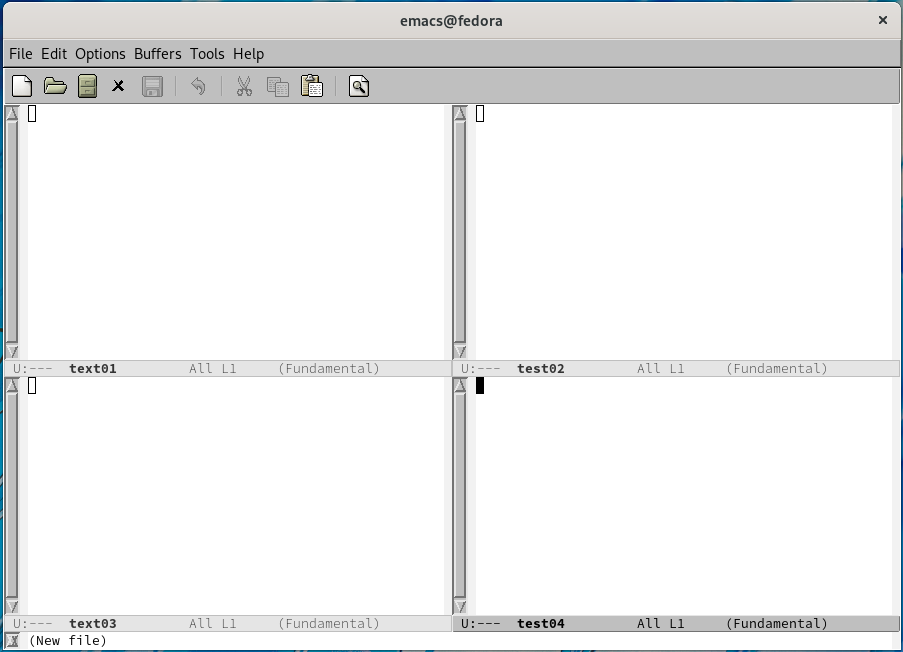 emacs@fedora
File Edit Options Buffers Tools Help
U:--- text01 All L1 (Fundamental)
U:--- test02 All L1 (Fundamental)
U:--- text03 All L1 (Fundamental)
U:--- test04 All L1 (Fundamental)
(New file)